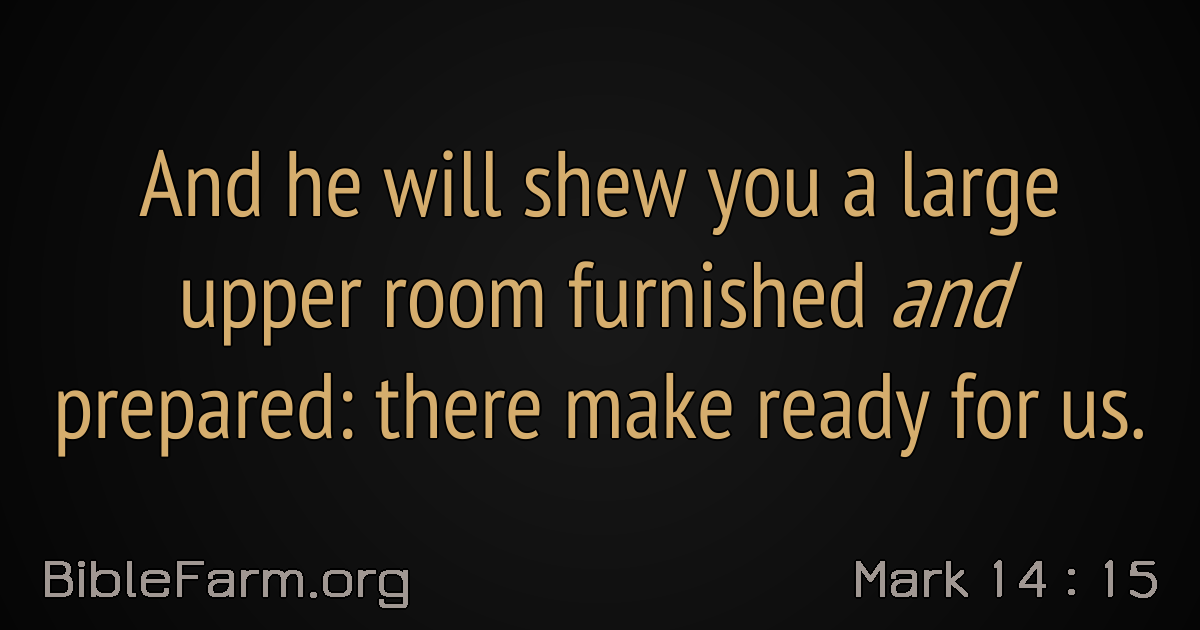 And he will shew you a large
upper room furnished and
prepared: there make ready for us.
BibleFarm.org
Mark 14 : 15